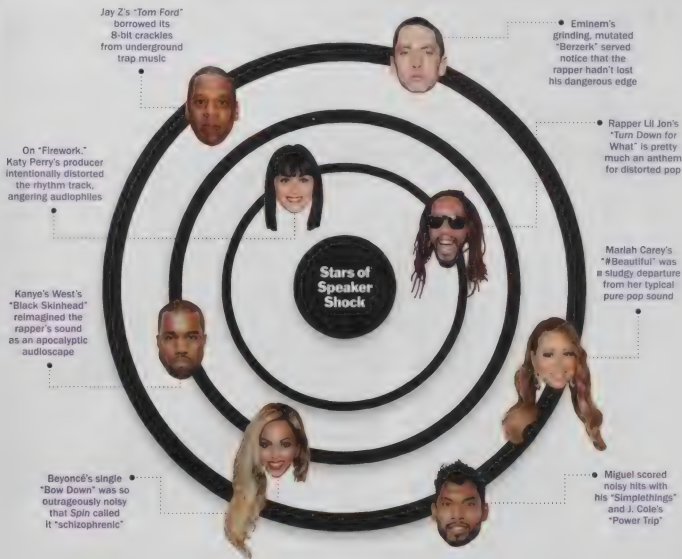 Jay Z's "Tom Ford"
borrowed its
8-bit crackles
from underground
trap music
Eminem's
grinding, mutated
"Berzerk" served
notice that the
rapper hadn't lost
his dangerous edge
On "Firework,"
Katy Perry's producer
intentionally distorted
the rhythm track,
angering audiophiles
Rapper Lil Jon's
"Turn Down for
What" is pretty
much an anthem
for distorted pop
Stars of
Speaker
Shock
Mariah Carey's
"#Beautiful" was
a sludgy departure
from her typical
pure pop sound
Kanye's West's
"Black Skinhead"
reimagined the
rapper's sound
as an apocalyptic
audioscape
Beyoncé's single
"Bow Down" was so
outrageously noisy
that Spin called
it "schizophrenic"
Miguel scored
noisy hits with
his "Simplethings"
and J. Cole's
"Power Trip"